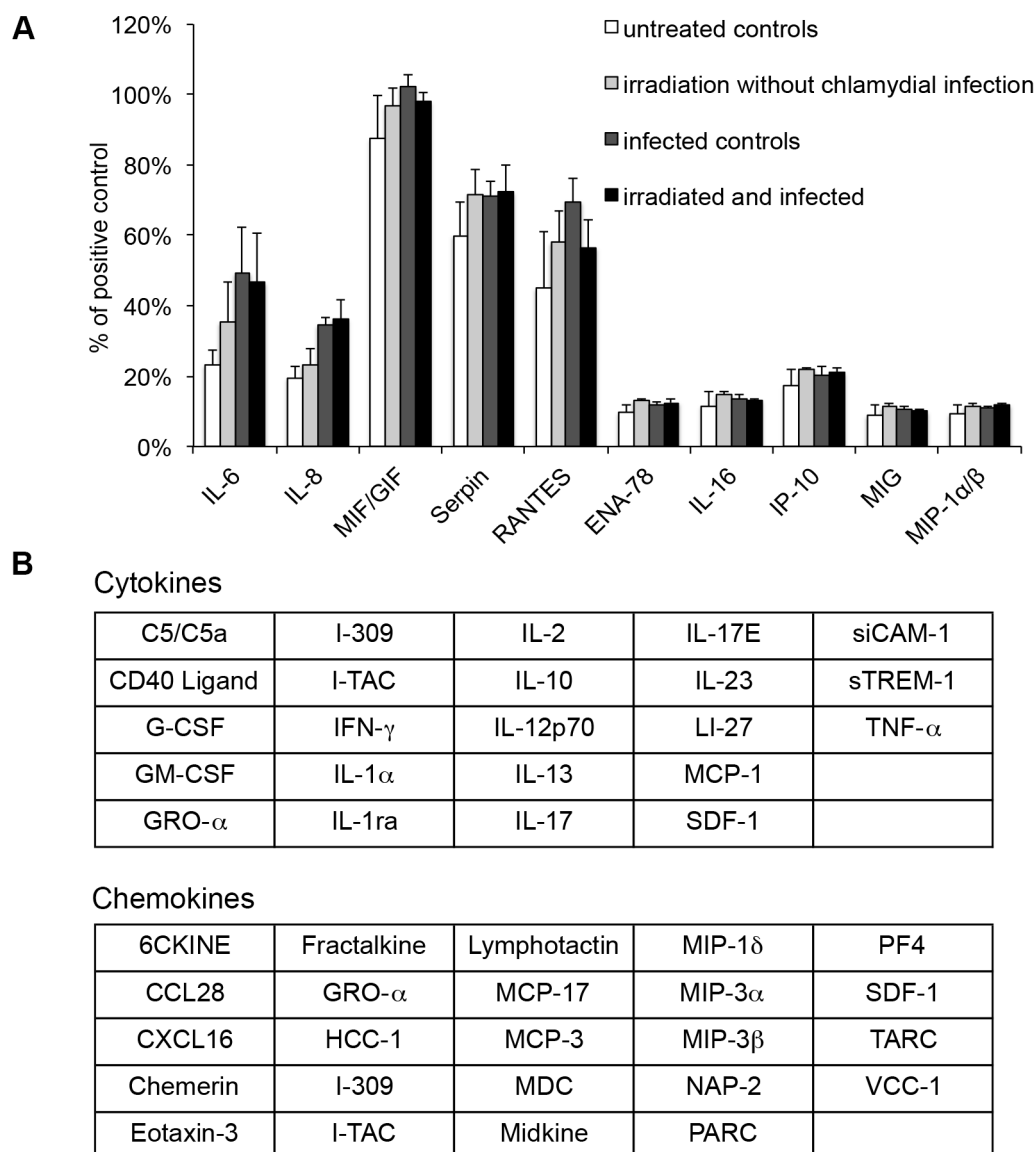 A
120%
100%
80%
60%
40%
20%
0%
% of positive control
untreated controls
irradiation without chlamydial infection
infected controls
irradiated and infected
IL-6
IL-8
MIF/GIF
Serpin
RANTES
ENA-78
IL-16
IP-10
MIG
MIP-1α/β
B
Cytokines
C5/C5a I-309 IL-2 IL-17E siCAM-1
CD40 Ligand I-TAC IL-10 IL-23 sTREM-1
G-CSF IFN-γ IL-12p70 LI-27 TNF-α
GM-CSF IL-1α IL-13 MCP-1
GRO-α IL-1ra IL-17 SDF-1
Chemokines
6CKINE Fractalkine Lymphotactin MIP-1δ PF4
CCL28 GRO-α MCP-17 MIP-3α SDF-1
CXCL16 HCC-1 MCP-3 MIP-3β TARC
Chemerin I-309 MDC NAP-2 VCC-1
Eotaxin-3 I-TAC Midkine PARC